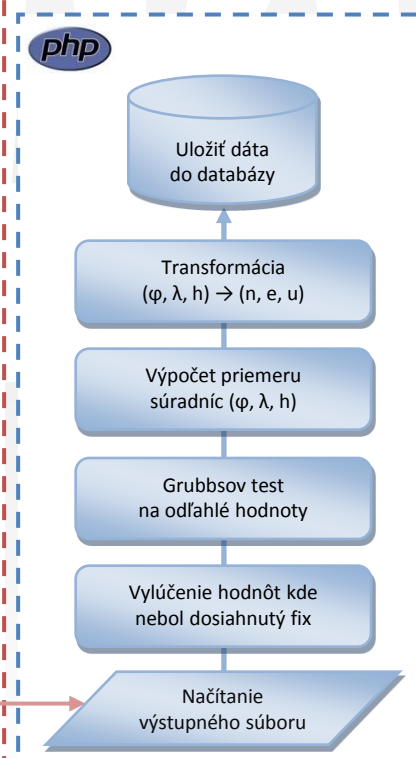 php
Uložiť dáta
do databázy
Transformácia
(φ, λ, h) → (n, e, u)
Výpočet priemeru
súradníc (φ, λ, h)
Grubbsov test
na odľahlé hodnoty
Vylúčenie hodnôt kde
nebol dosiahnutý fix
Načítanie
výstupného súboru